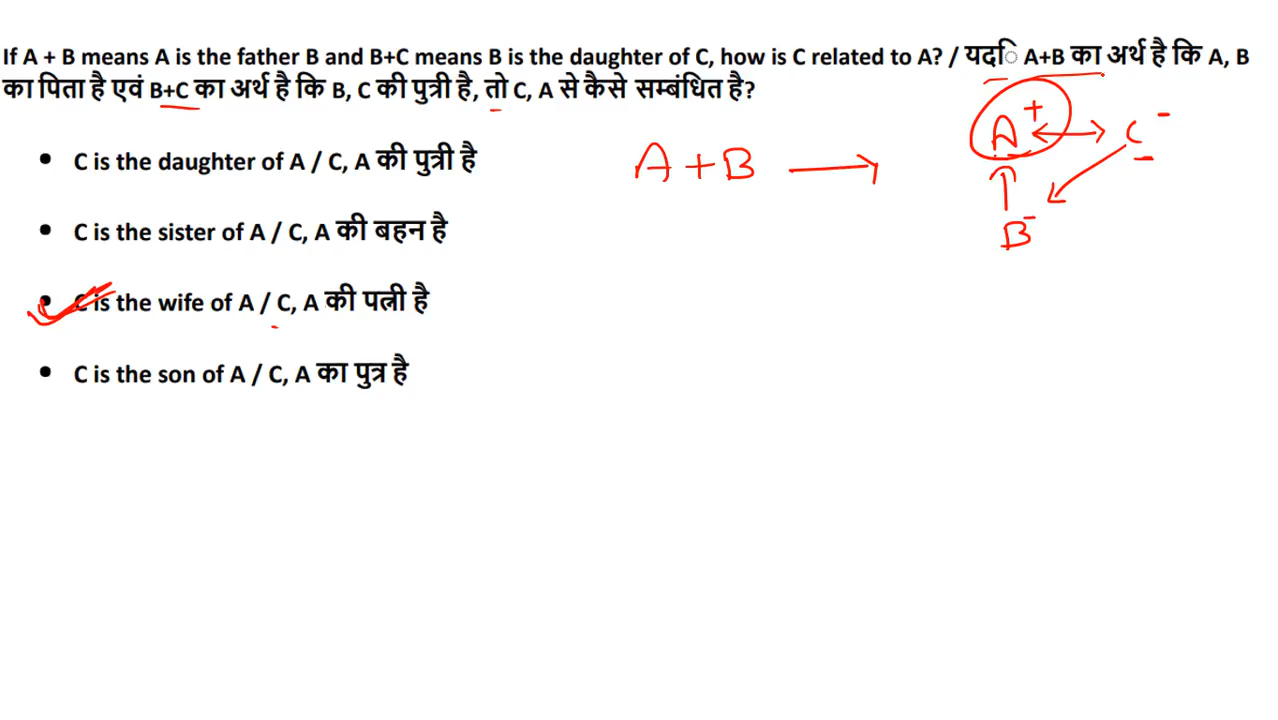 If A + B means A is the father B and B+C means B is the daughter of C, how is C related to A? / यदि A+B का अर्थ है कि A, B
का पिता है एवं B+C का अर्थ है कि B, C की पुत्री है, तो C, A से कैसे सम्बंधित है?
A + C -
C is the daughter of A / C, A की पुत्री है
A + B
C is the sister of A / C, A की बहन है
B -
C is the wife of A / C, A की पत्नी है
C is the son of A / C, A का पुत्र है